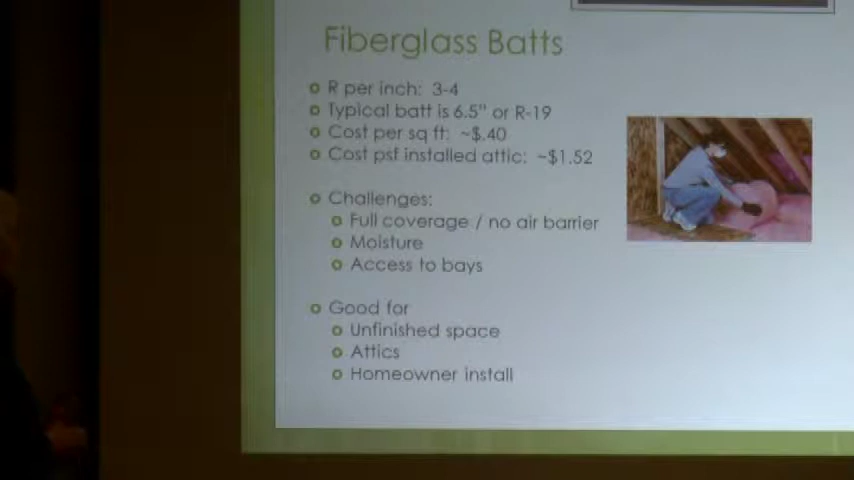 Fiberglass Batts
R per inch: 3-4
Typical batt is 6.5" or R-19
Cost per sq ft: ~$.40
Cost psf installed attic: ~$1.52
Challenges:
Full coverage / no air barrier
Moisture
Access to bays
Good for
Unfinished space
Attics
Homeowner install